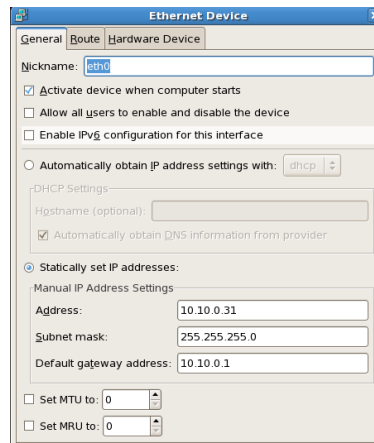 Ethernet Device
General Route Hardware Device
Nickname: eth0
Activate device when computer starts
Allow all users to enable and disable the device
Enable IPv6 configuration for this interface
Automatically obtain IP address settings with: dhcp
DHCP Settings
Hostname (optional):
Automatically obtain DNS information from provider
Statically set IP addresses:
Manual IP Address Settings
Address: 10.10.0.31
Subnet mask: 255.255.255.0
Default gateway address: 10.10.0.1
Set MTU to: 0
Set MRU to: 0